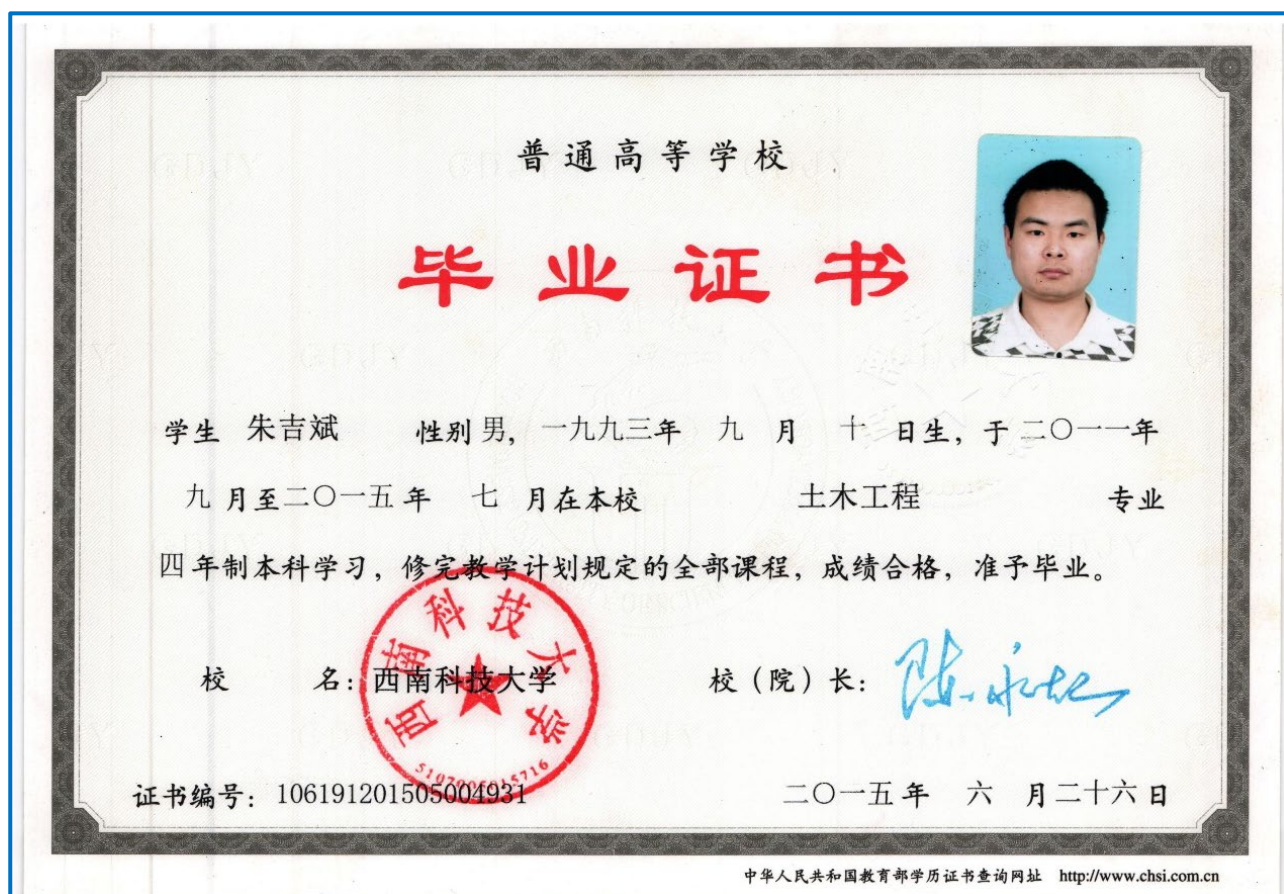 普通高等学校
毕业证书
学生 朱吉斌 性别 男, 一九九三年 九 月 十 日生, 于 二〇一一年
九 月至二〇一五 年 七 月在本校 土木工程 专业
四 年制本科学习, 修完教学计划规定的全部课程, 成绩合格, 准予毕业。
西南科技大学
校 名: 西南科技大学 校（院）长:
证书编号: 106191201505004931 二〇一五 年 六 月二十六日
中华人民共和国教育部学历证书查询网址 http://www.chsi.com.cn